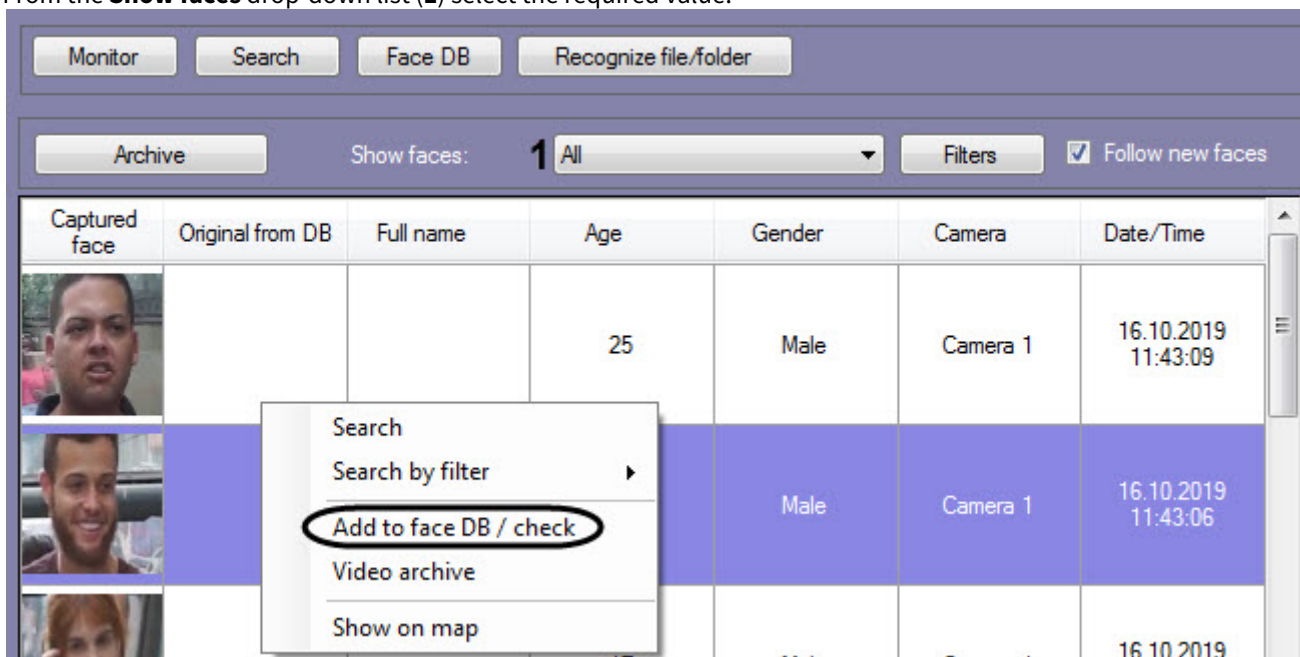 From the Show faces drop-down list (1) select the required value.
Monitor Search Face DB Recognize file/folder
Archive Show faces: 1 All Filters Follow new faces
Captured face Original from DB Full name Age Gender Camera Date/Time
25 Male Camera 1 16.10.2019
11:43:09
Search
Search by filter
Male Camera 1 16.10.2019
11:43:06
Add to face DB / check
Video archive
Show on map
16.10.2019